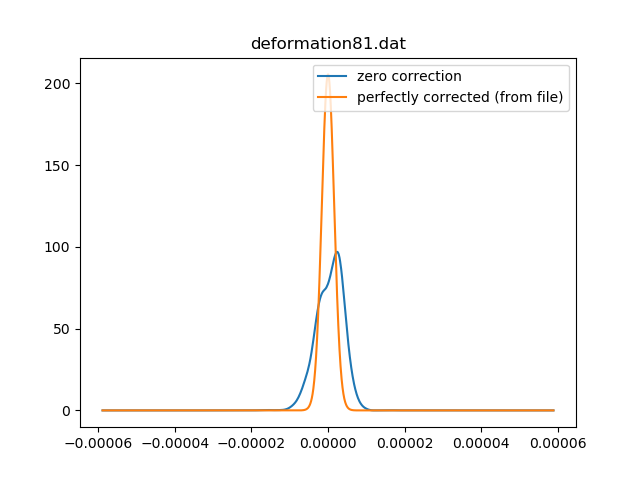 deformation81.dat
zero correction
perfectly corrected (from file)
200
150
100
50
0
−0.00006 −0.00004 −0.00002 0.00000 0.00002 0.00004 0.00006